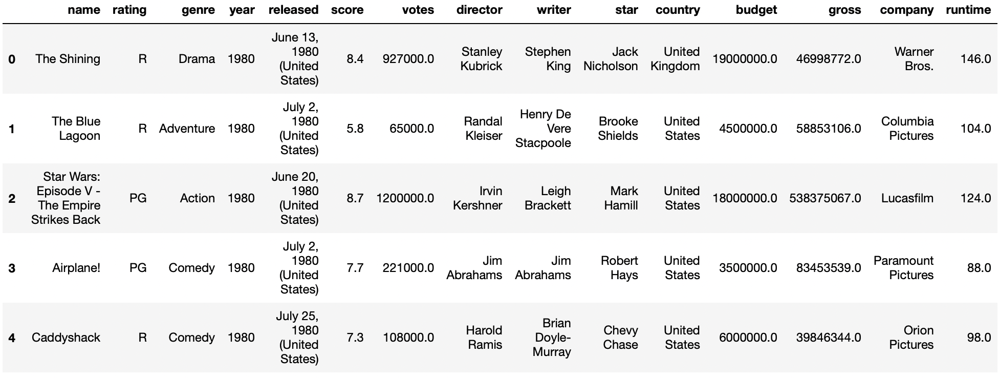 name rating genre year released score votes director writer star country budget gross company runtime
0 The Shining R Drama 1980 June 13, 1980 (United States) 8.4 927000.0 Stanley Kubrick Stephen King Jack Nicholson United Kingdom 19000000.0 46998772.0 Warner Bros. 146.0
1 The Blue Lagoon R Adventure 1980 July 2, 1980 (United States) 5.8 65000.0 Randal Kleiser Henry De Vere Stacpoole Brooke Shields United States 4500000.0 58853106.0 Columbia Pictures 104.0
2 Star Wars: Episode V - The Empire Strikes Back PG Action 1980 June 20, 1980 (United States) 8.7 1200000.0 Irvin Kershner Leigh Brackett Mark Hamill United States 18000000.0 538375067.0 Lucasfilm 124.0
3 Airplane! PG Comedy 1980 July 2, 1980 (United States) 7.7 221000.0 Jim Abrahams Jim Abrahams Robert Hays United States 3500000.0 83453539.0 Paramount Pictures 88.0
4 Caddyshack R Comedy 1980 July 25, 1980 (United States) 7.3 108000.0 Harold Ramis Brian Doyle-Murray Chevy Chase United States 6000000.0 39846344.0 Orion Pictures 98.0